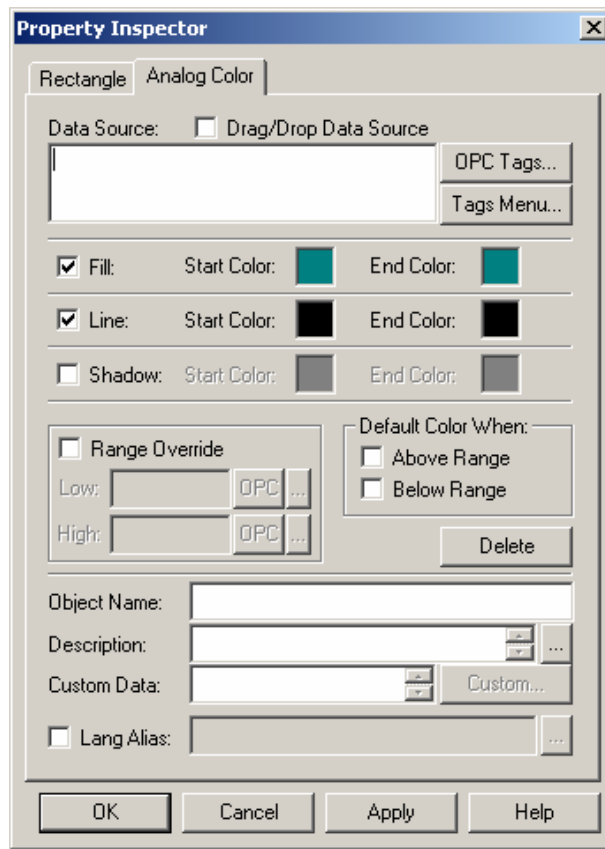 Property Inspector
Rectangle Analog Color
Data Source: Drag/Drop Data Source
OPC Tags...
Tags Menu...
Fill: Start Color: End Color:
Line: Start Color: End Color:
Shadow: Start Color: End Color:
Range Override
Low: OPC ...
High: OPC ...
Default Color When:
Above Range
Below Range
Delete
Object Name:
Description: ...
Custom Data: Custom...
Lang Alias: ...
OK Cancel Apply Help